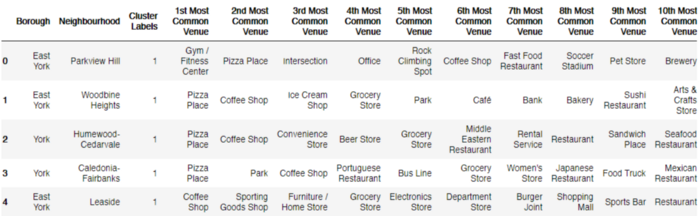 Borough Neighbourhood Cluster Labels 1st Most Common Venue 2nd Most Common Venue 3rd Most Common Venue 4th Most Common Venue 5th Most Common Venue 6th Most Common Venue 7th Most Common Venue 8th Most Common Venue 9th Most Common Venue 10th Most Common Venue
0 East York Parkview Hill 1 Gym / Fitness Center Pizza Place Intersection Office Rock Climbing Spot Coffee Shop Fast Food Restaurant Soccer Stadium Pet Store Brewery
1 East York Woodbine Heights 1 Pizza Place Coffee Shop Ice Cream Shop Grocery Store Park Café Bank Bakery Sushi Restaurant Arts & Crafts Store
2 York Humewood-Cedarvale 1 Pizza Place Coffee Shop Convenience Store Beer Store Grocery Store Middle Eastern Restaurant Rental Service Restaurant Sandwich Place Seafood Restaurant
3 York Caledonia-Fairbanks 1 Pizza Place Park Coffee Shop Portuguese Restaurant Bus Line Grocery Store Women's Store Japanese Restaurant Food Truck Mexican Restaurant
4 East York Leaside 1 Coffee Shop Sporting Goods Shop Furniture / Home Store Grocery Store Electronics Store Department Store Burger Joint Shopping Mall Sports Bar Restaurant